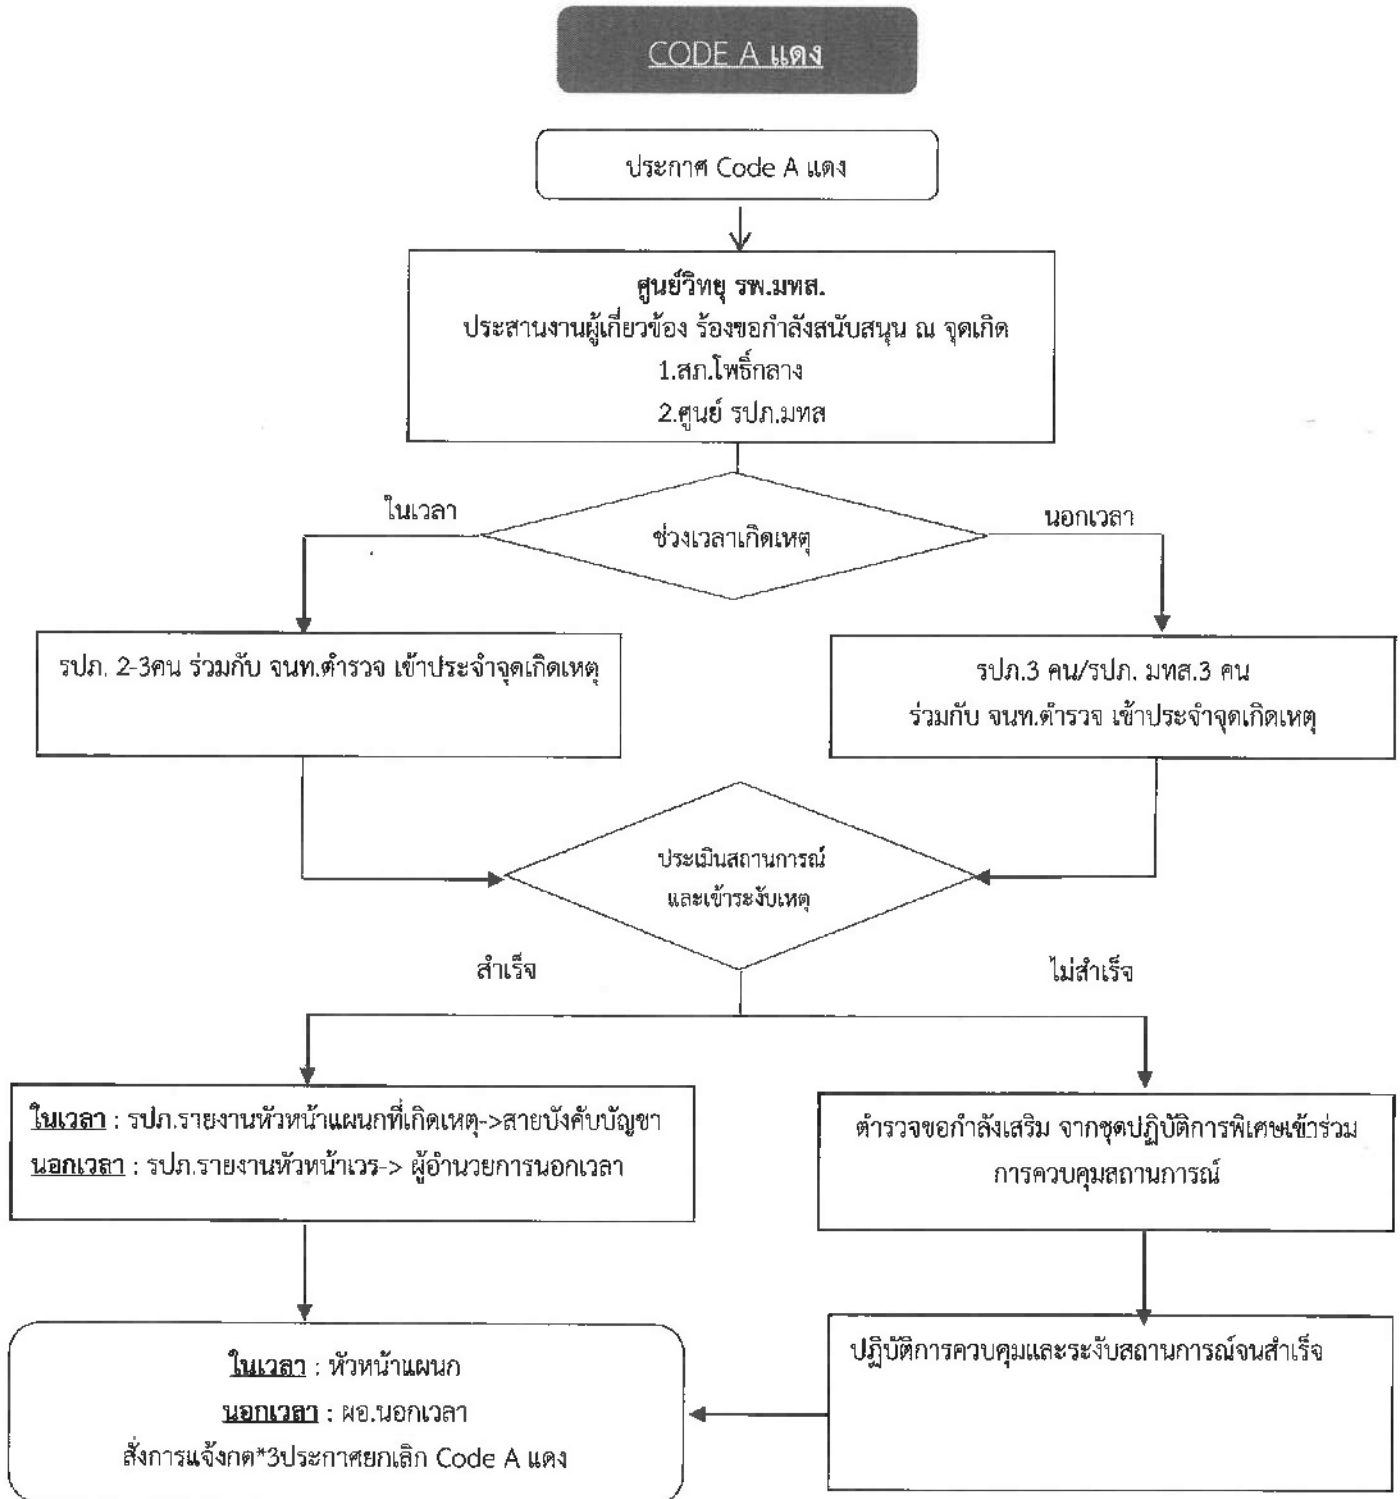 CODE A แดง
ประกาศ Code A แดง
ศูนย์วิทยุ รพ.มทส.
ประสานงานผู้เกี่ยวข้อง ร้องขอกำลังสนับสนุน ณ จุดเกิด
1.สภ.โพธิ์กลาง
2.ศูนย์ รปภ.มทส
ในเวลา
นอกเวลา
ช่วงเวลาเกิดเหตุ
รปภ. 2-3คน ร่วมกับ จนท.ตำรวจ เข้าประจำจุดเกิดเหตุ
รปภ.3 คน/รปภ. มทส.3 คน
ร่วมกับ จนท.ตำรวจ เข้าประจำจุดเกิดเหตุ
ประเมินสถานการณ์
และเข้าระงับเหตุ
สำเร็จ
ไม่สำเร็จ
ในเวลา : รปภ.รายงานหัวหน้าแผนกที่เกิดเหตุ->สายบังคับบัญชา
นอกเวลา : รปภ.รายงานหัวหน้าเวร-> ผู้อำนวยการนอกเวลา
ตำรวจขอกำลังเสริม จากชุดปฏิบัติการพิเศษเข้าร่วม
การควบคุมสถานการณ์
ในเวลา : หัวหน้าแผนก
นอกเวลา : ผอ.นอกเวลา
สั่งการแจ้งกด*3ประกาศยกเลิก Code A แดง
ปฏิบัติการควบคุมและระงับสถานการณ์จนสำเร็จ